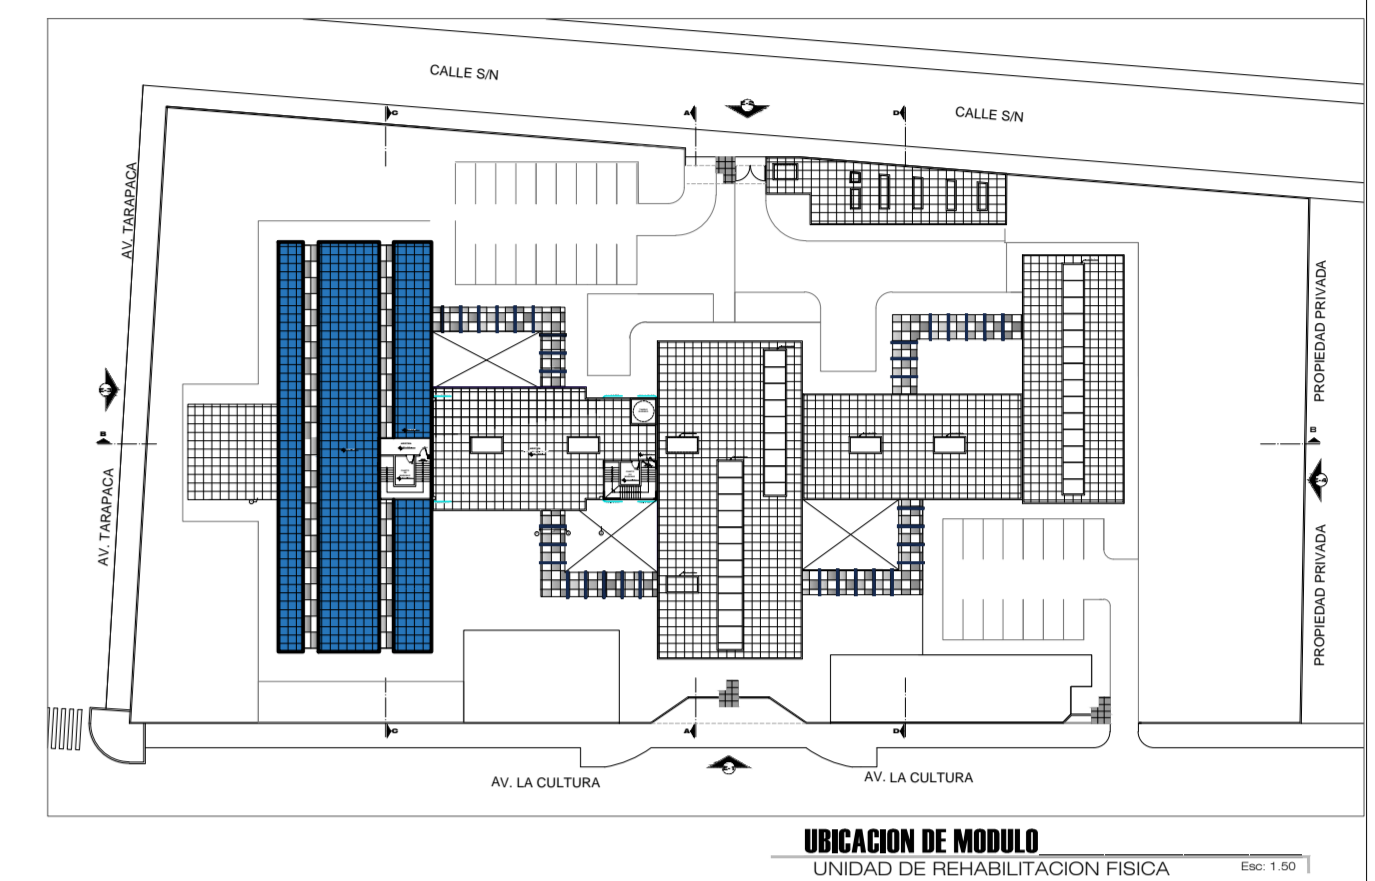 CALLE S/N
CALLE S/N
C
A
D
AV. TARAPACA
PROPIEDAD PRIVADA
B
B
AV. TARAPACA
PROPIEDAD PRIVADA
C
A
D
AV. LA CULTURA
AV. LA CULTURA
UBICACION DE MODULO
UNIDAD DE REHABILITACION FISICA
Esc: 1.50